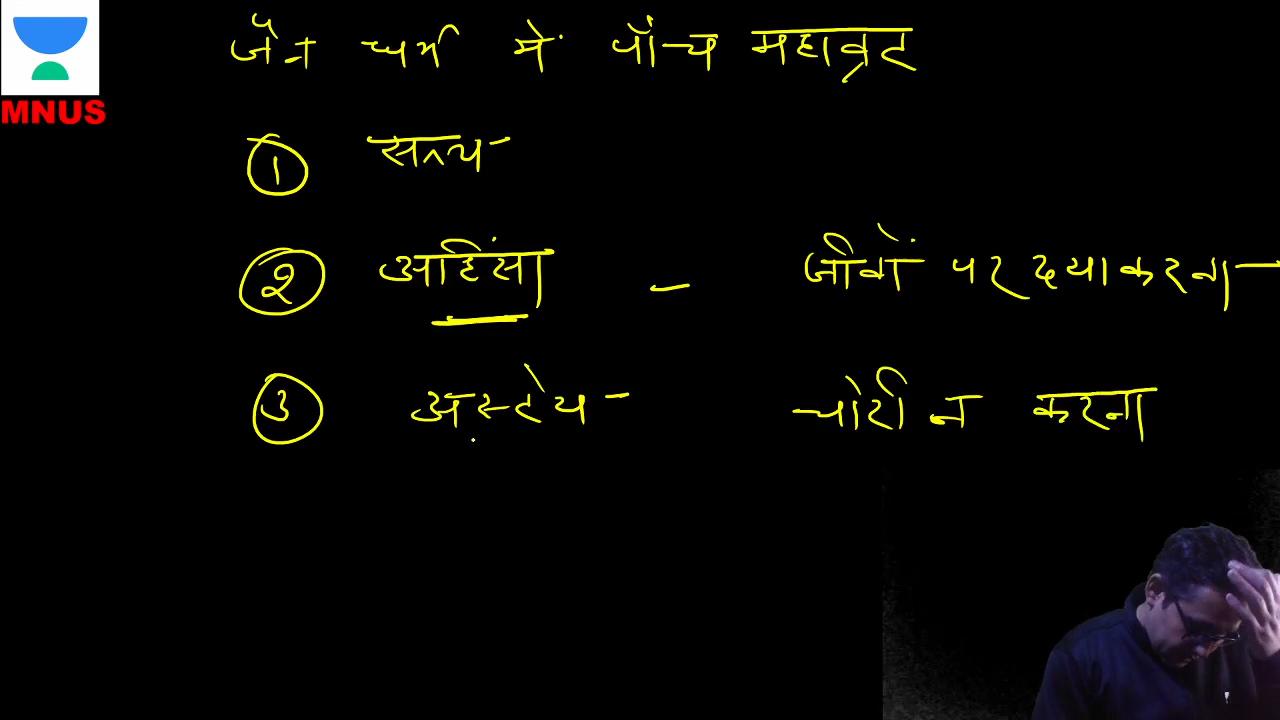 MNUS
जैन धर्म में पाँच महाव्रत
① सत्य -
② अहिंसा - जीवों पर दया करना -
③ अस्तेय - चोरी न करना